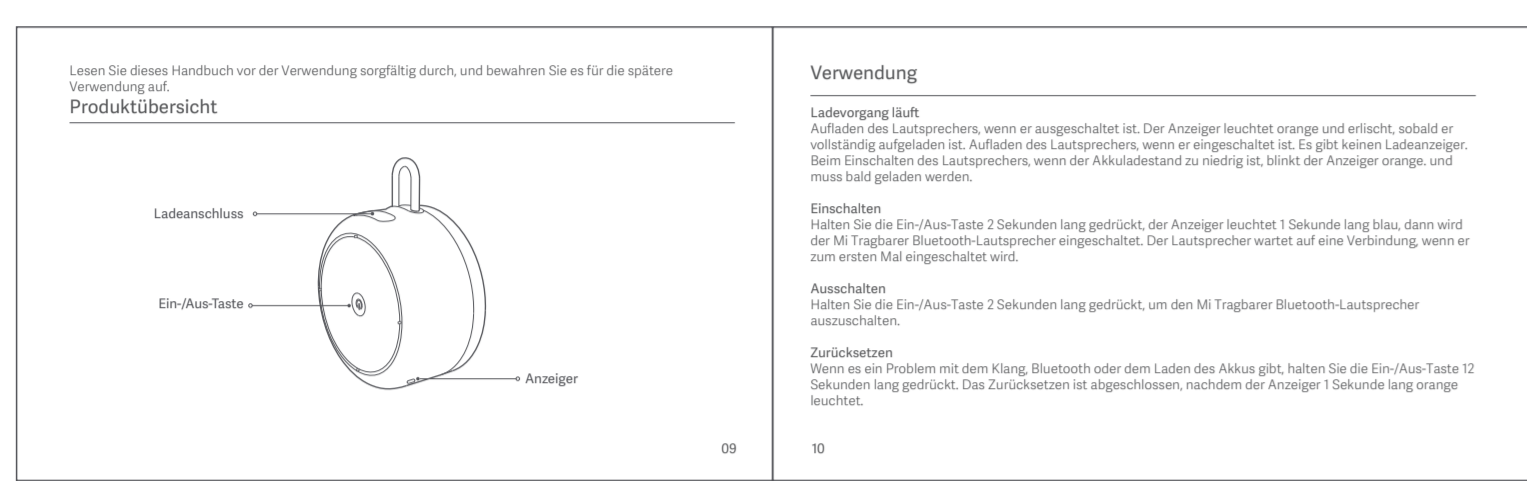 Lesen Sie dieses Handbuch vor der Verwendung sorgfältig durch, und bewahren Sie es für die spätere
Verwendung auf.
Produktübersicht
Ladeanschluss
Ein-/Aus-Taste
Anzeiger
09
Verwendung
Ladevorgang läuft
Aufladen des Lautsprechers, wenn er ausgeschaltet ist. Der Anzeiger leuchtet orange und erlischt, sobald er
vollständig aufgeladen ist. Aufladen des Lautsprechers, wenn er eingeschaltet ist. Es gibt keinen Ladeanzeiger.
Beim Einschalten des Lautsprechers, wenn der Akkuladestand zu niedrig ist, blinkt der Anzeiger orange. und
muss bald geladen werden.
Einschalten
Halten Sie die Ein-/Aus-Taste 2 Sekunden lang gedrückt, der Anzeiger leuchtet 1 Sekunde lang blau, dann wird
der Mi Tragbarer Bluetooth-Lautsprecher eingeschaltet. Der Lautsprecher wartet auf eine Verbindung, wenn er
zum ersten Mal eingeschaltet wird.
Ausschalten
Halten Sie die Ein-/Aus-Taste 2 Sekunden lang gedrückt, um den Mi Tragbarer Bluetooth-Lautsprecher
auszuschalten.
Zurücksetzen
Wenn es ein Problem mit dem Klang, Bluetooth oder dem Laden des Akkus gibt, halten Sie die Ein-/Aus-Taste 12
Sekunden lang gedrückt. Das Zurücksetzen ist abgeschlossen, nachdem der Anzeiger 1 Sekunde lang orange
leuchtet.
10